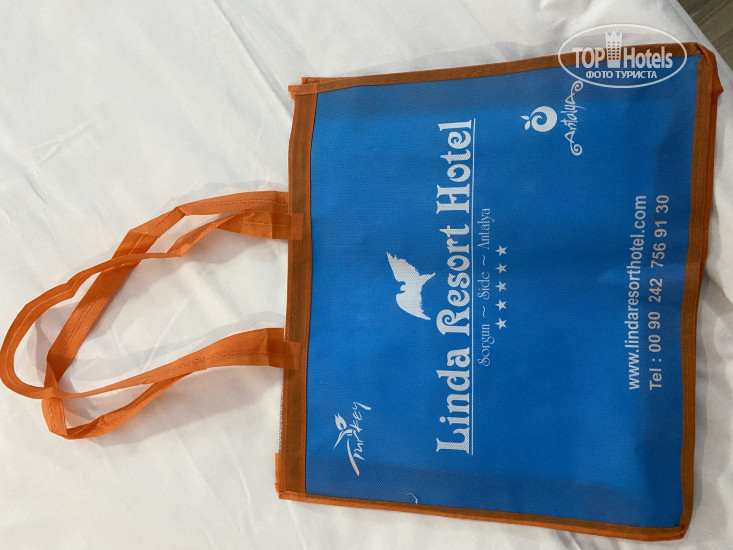 TOP Hotels
ФОТО ТУРИСТА
Turkey
Antalya
Linda Resort Hotel
Sorgun ~ Side ~ Antalya
★★★★★
www.lindaresorthotel.com
Tel : 00 90 242 756 91 30